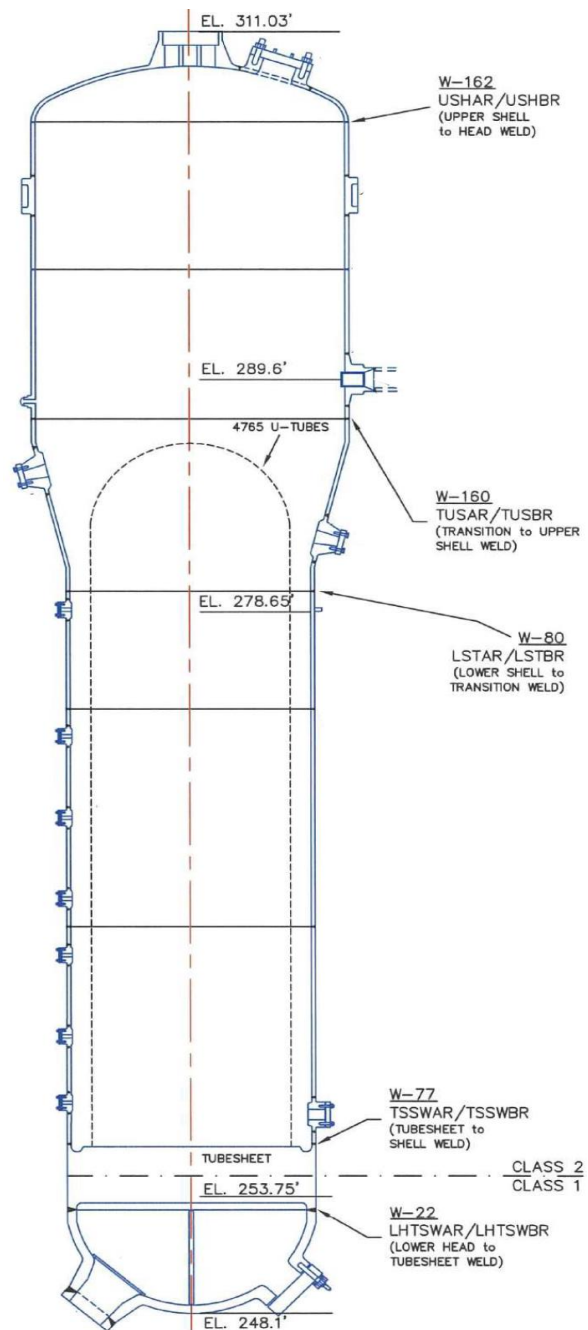 EL. 311.03'
W-162
USHAR/USHBR
(UPPER SHELL
to HEAD WELD)
EL. 289.6'
4765 U-TUBES
W-160
TUSAR/TUSBR
(TRANSITION to UPPER
SHELL WELD)
EL. 278.65'
W-80
LSTAR/LSTBR
(LOWER SHELL to
TRANSITION WELD)
W-77
TSSWAR/TSSWBR
(TUBESHEET to
SHELL WELD)
TUBESHEET
CLASS 2
CLASS 1
EL. 253.75'
W-22
LHTSWAR/LHTSWBR
(LOWER HEAD to
TUBESHEET WELD)
EL. 248.1'